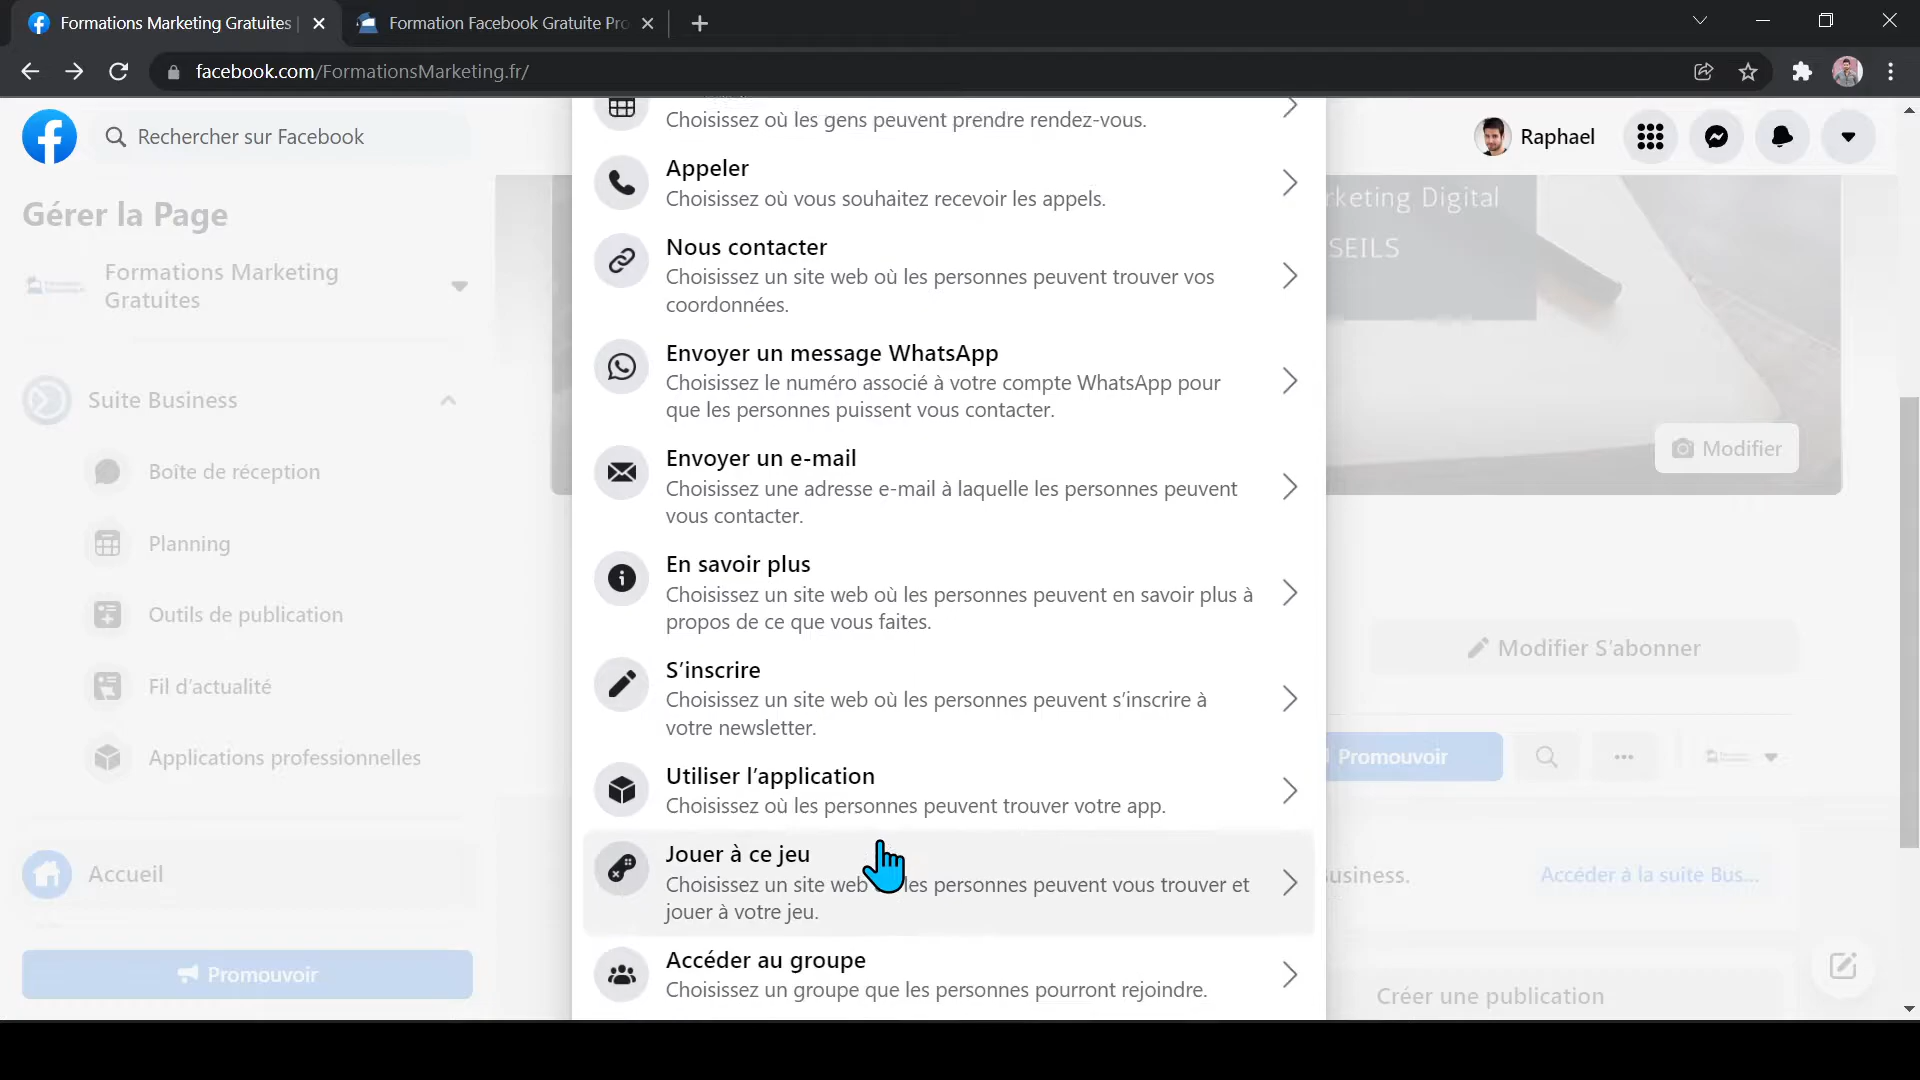 Formations Marketing Gratuites
Formation Facebook Gratuite Pro
facebook.com/FormationsMarketing.fr/
Rechercher sur Facebook
Raphael
Gérer la Page
Formations Marketing
Gratuites
Suite Business
Boîte de réception
Planning
Outils de publication
Fil d'actualité
Applications professionnelles
Accueil
Promouvoir
Choisissez où les gens peuvent prendre rendez-vous.
Appeler
Choisissez où vous souhaitez recevoir les appels.
Nous contacter
Choisissez un site web où les personnes peuvent trouver vos
coordonnées.
Envoyer un message WhatsApp
Choisissez le numéro associé à votre compte WhatsApp pour
que les personnes puissent vous contacter.
Envoyer un e-mail
Choisissez une adresse e-mail à laquelle les personnes peuvent
vous contacter.
En savoir plus
Choisissez un site web où les personnes peuvent en savoir plus à
propos de ce que vous faites.
S'inscrire
Choisissez un site web où les personnes peuvent s'inscrire à
votre newsletter.
Utiliser l'application
Choisissez où les personnes peuvent trouver votre app.
Jouer à ce jeu
Choisissez un site web les personnes peuvent vous trouver et
jouer à votre jeu.
Accéder au groupe
Choisissez un groupe que les personnes pourront rejoindre.
rketing Digital
SEILS
Modifier
Modifier S'abonner
Promouvoir
usiness.
Accéder à la suite Bus...
Créer une publication